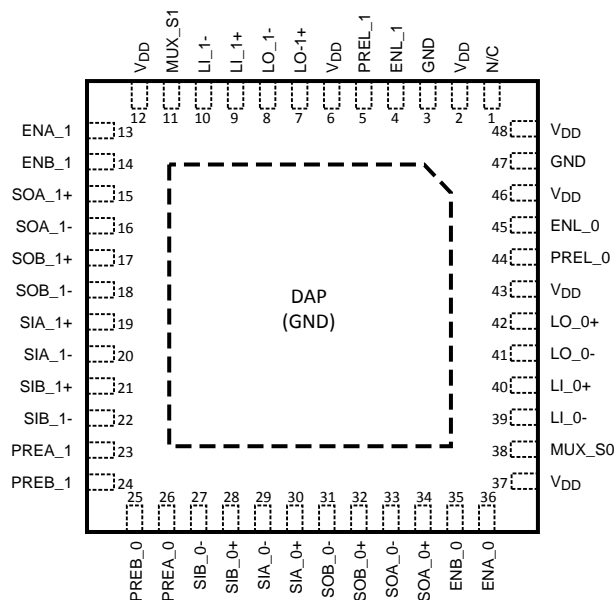 VDD
MUX_S1
LI_1-
LI_1+
LO_1-
LO-1+
VDD
PREL_1
ENL_1
GND
VDD
N/C
12
11
10
9
8
7
6
5
4
3
2
1
ENA_1 13
ENB_1 14
SOA_1+ 15
SOA_1- 16
SOB_1+ 17
SOB_1- 18
SIA_1+ 19
SIA_1- 20
SIB_1+ 21
SIB_1- 22
PREA_1 23
PREB_1 24
DAP
(GND)
48 VDD
47 GND
46 VDD
45 ENL_0
44 PREL_0
43 VDD
42 LO_0+
41 LO_0-
40 LI_0+
39 LI_0-
38 MUX_S0
37 VDD
25
26
27
28
29
30
31
32
33
34
35
36
PREB_0
PREA_0
SIB_0-
SIB_0+
SIA_0-
SIA_0+
SOB_0-
SOB_0+
SOA_0-
SOA_0+
ENB_0
ENA_0